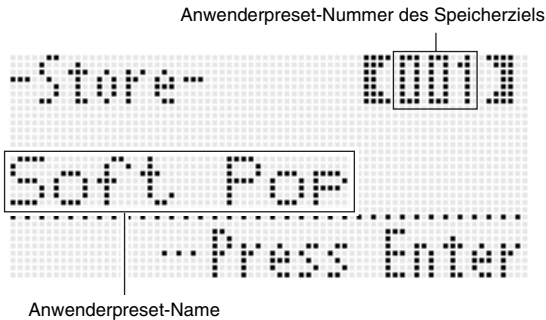 Anwenderpreset-Nummer des Speicherziels
-Store- 【001】
Soft Pop
...Press Enter
Anwenderpreset-Name